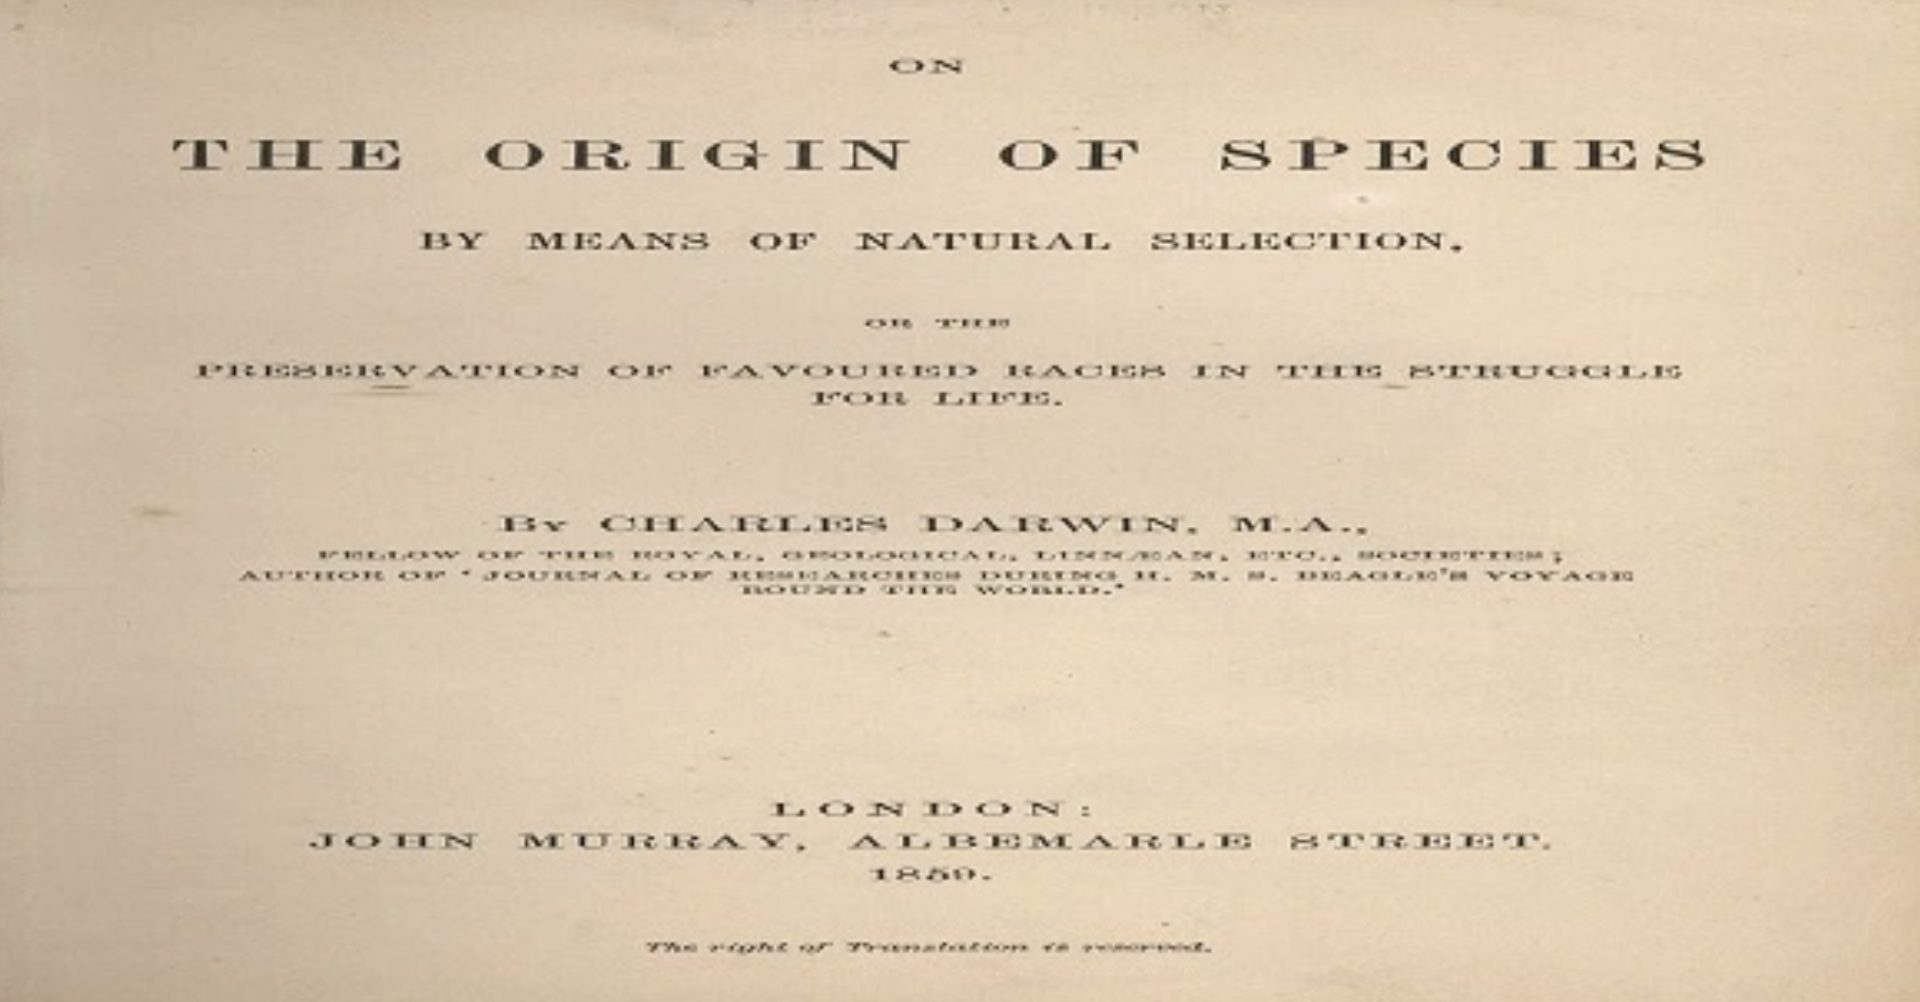 ON
THE ORIGIN OF SPECIES
BY MEANS OF NATURAL SELECTION,
OR THE
PRESERVATION OF FAVOURED RACES IN THE STRUGGLE
FOR LIFE.
By CHARLES DARWIN, M.A.,
FELLOW OF THE ROYAL, GEOLOGICAL, LINNÆAN, ETC., SOCIETIES;
AUTHOR OF ‘JOURNAL OF RESEARCHES DURING H. M. S. BEAGLE’S VOYAGE
ROUND THE WORLD.’
LONDON:
JOHN MURRAY, ALBEMARLE STREET.
1859.
The right of Translation is reserved.